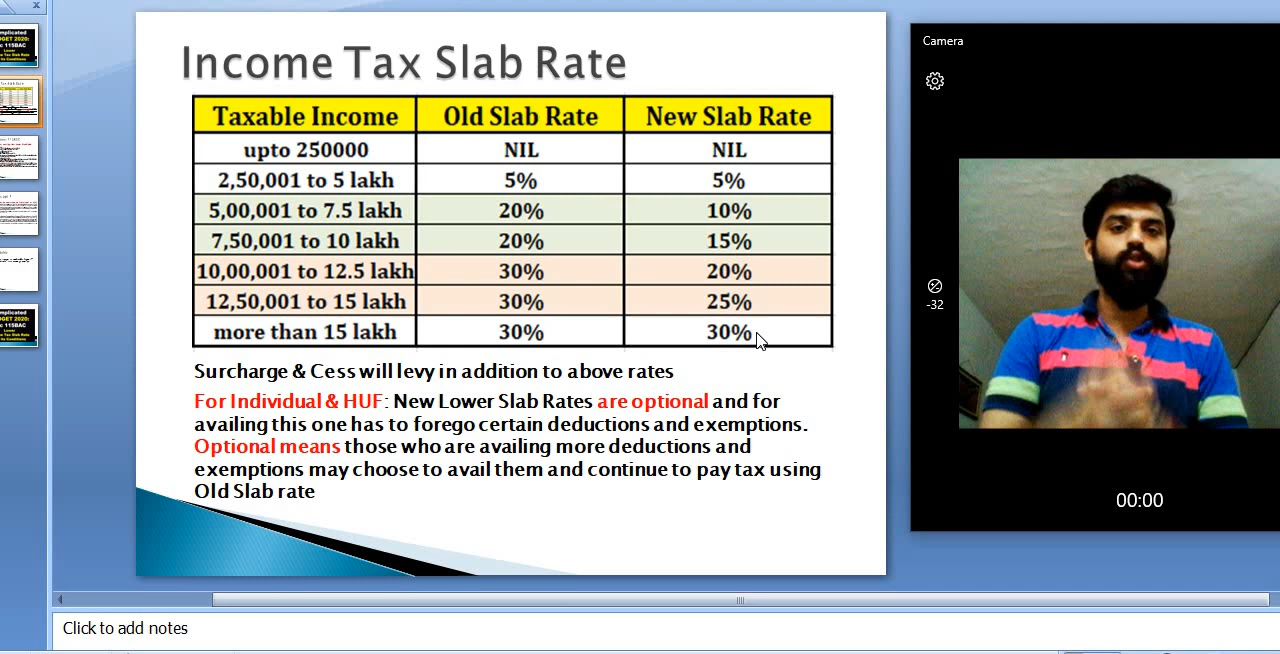 Income Tax Slab Rate
Taxable Income Old Slab Rate New Slab Rate
upto 250000 NIL NIL
2,50,001 to 5 lakh 5% 5%
5,00,001 to 7.5 lakh 20% 10%
7,50,001 to 10 lakh 20% 15%
10,00,001 to 12.5 lakh 30% 20%
12,50,001 to 15 lakh 30% 25%
more than 15 lakh 30% 30%
Surcharge & Cess will levy in addition to above rates
For Individual & HUF: New Lower Slab Rates are optional and for
availing this one has to forego certain deductions and exemptions.
Optional means those who are availing more deductions and
exemptions may choose to avail them and continue to pay tax using
Old Slab rate
Click to add notes
Camera
-32
00:00